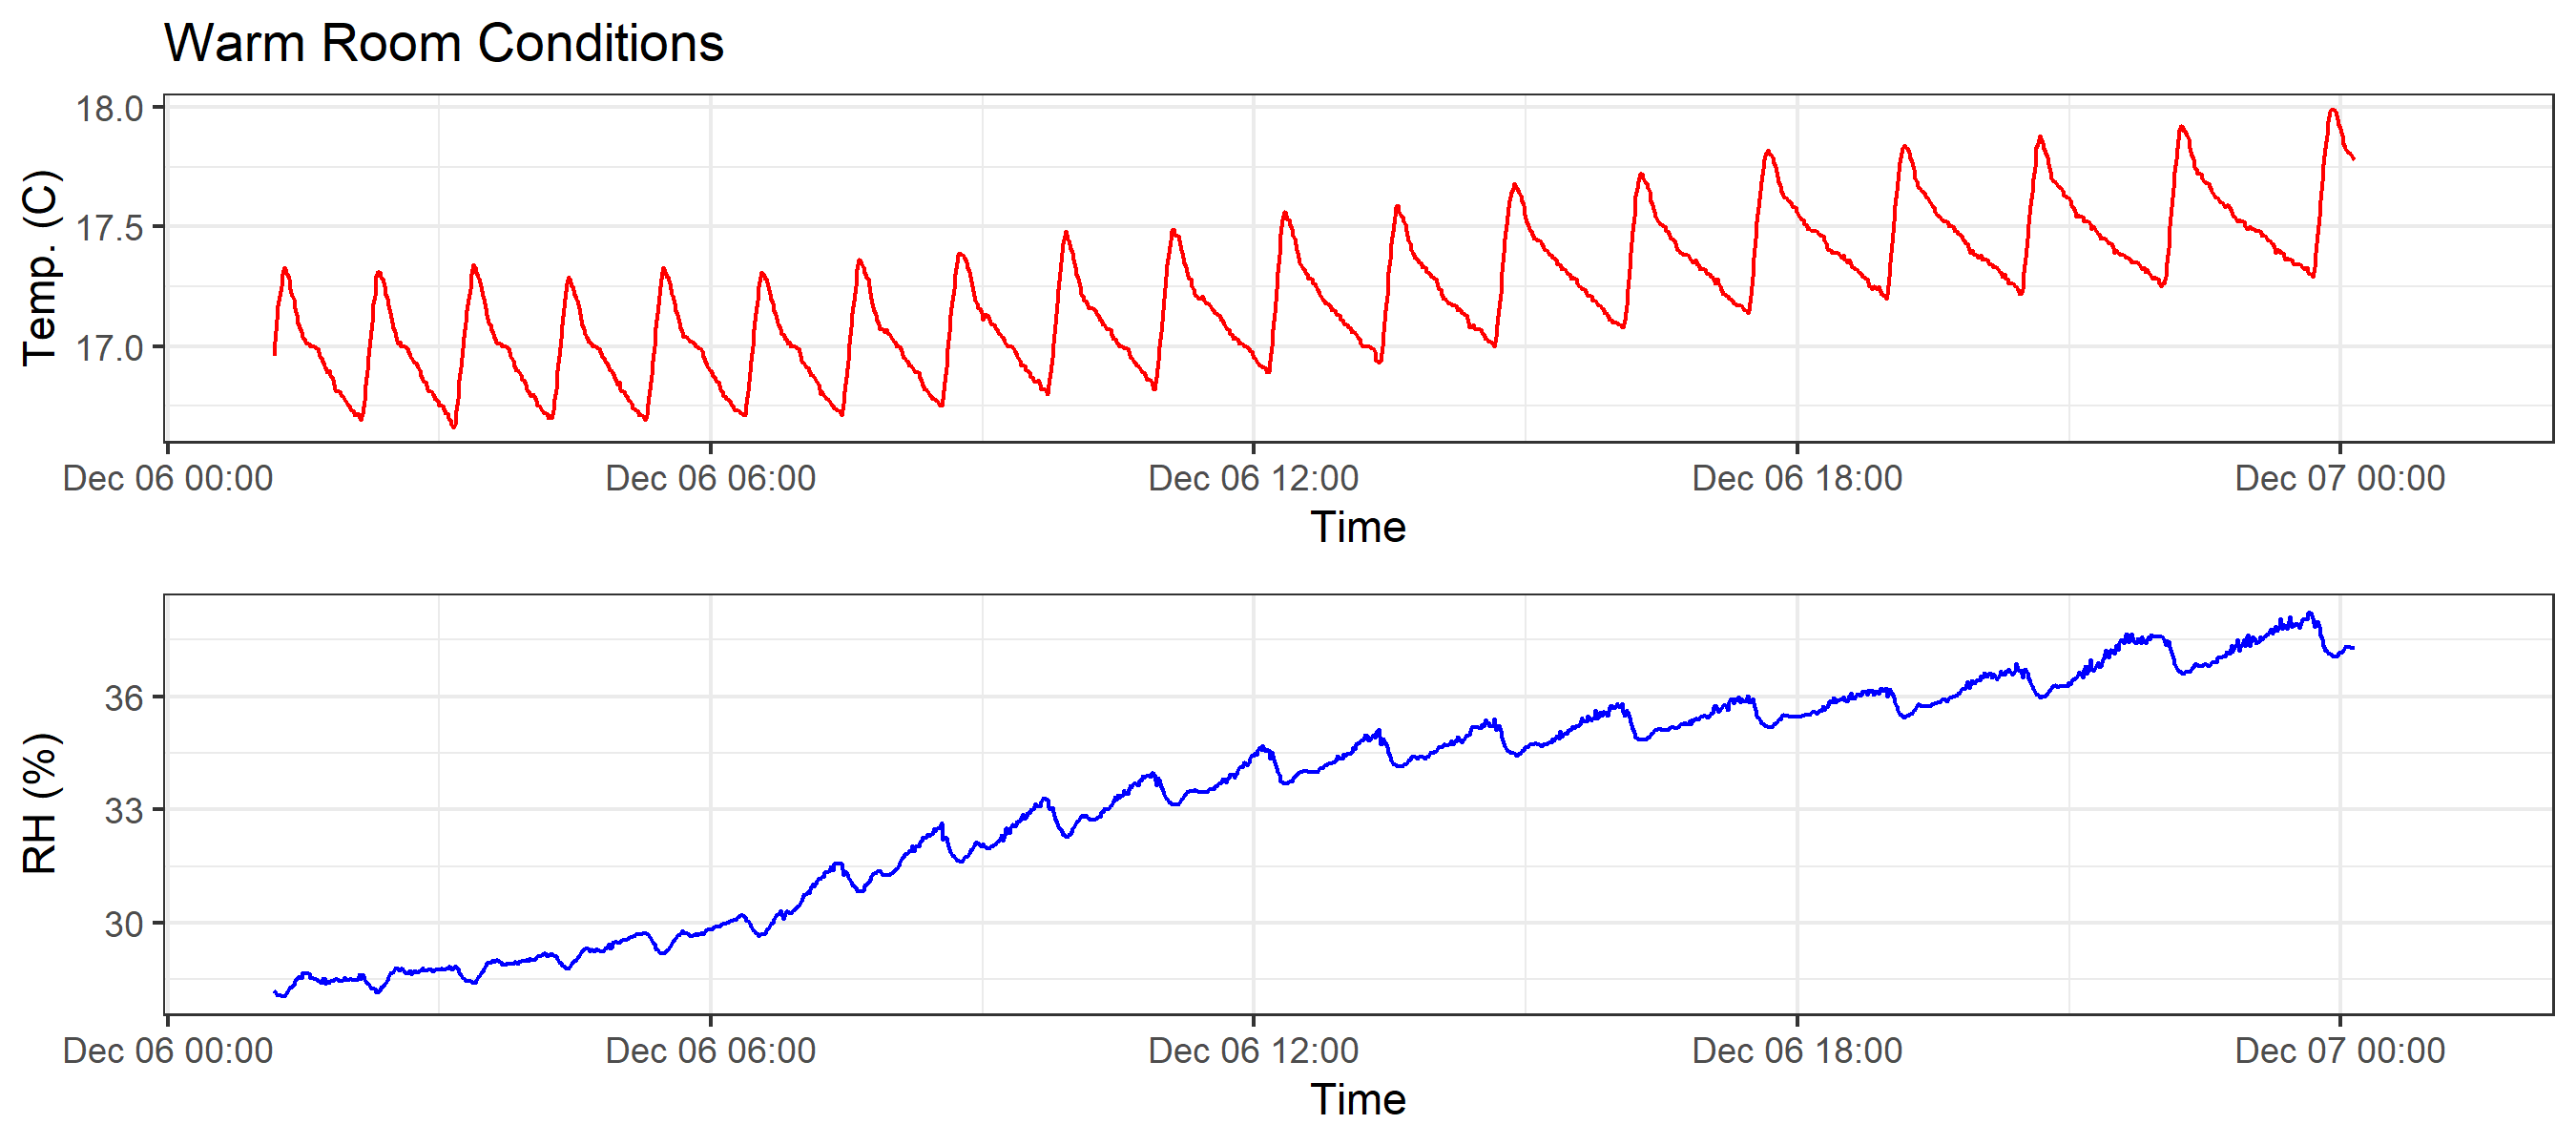 Warm Room Conditions
18.0
17.5
17.0
Temp. (C)
Dec 06 00:00 Dec 06 06:00 Dec 06 12:00 Dec 06 18:00 Dec 07 00:00
Time
36
33
30
RH (%)
Dec 06 00:00 Dec 06 06:00 Dec 06 12:00 Dec 06 18:00 Dec 07 00:00
Time